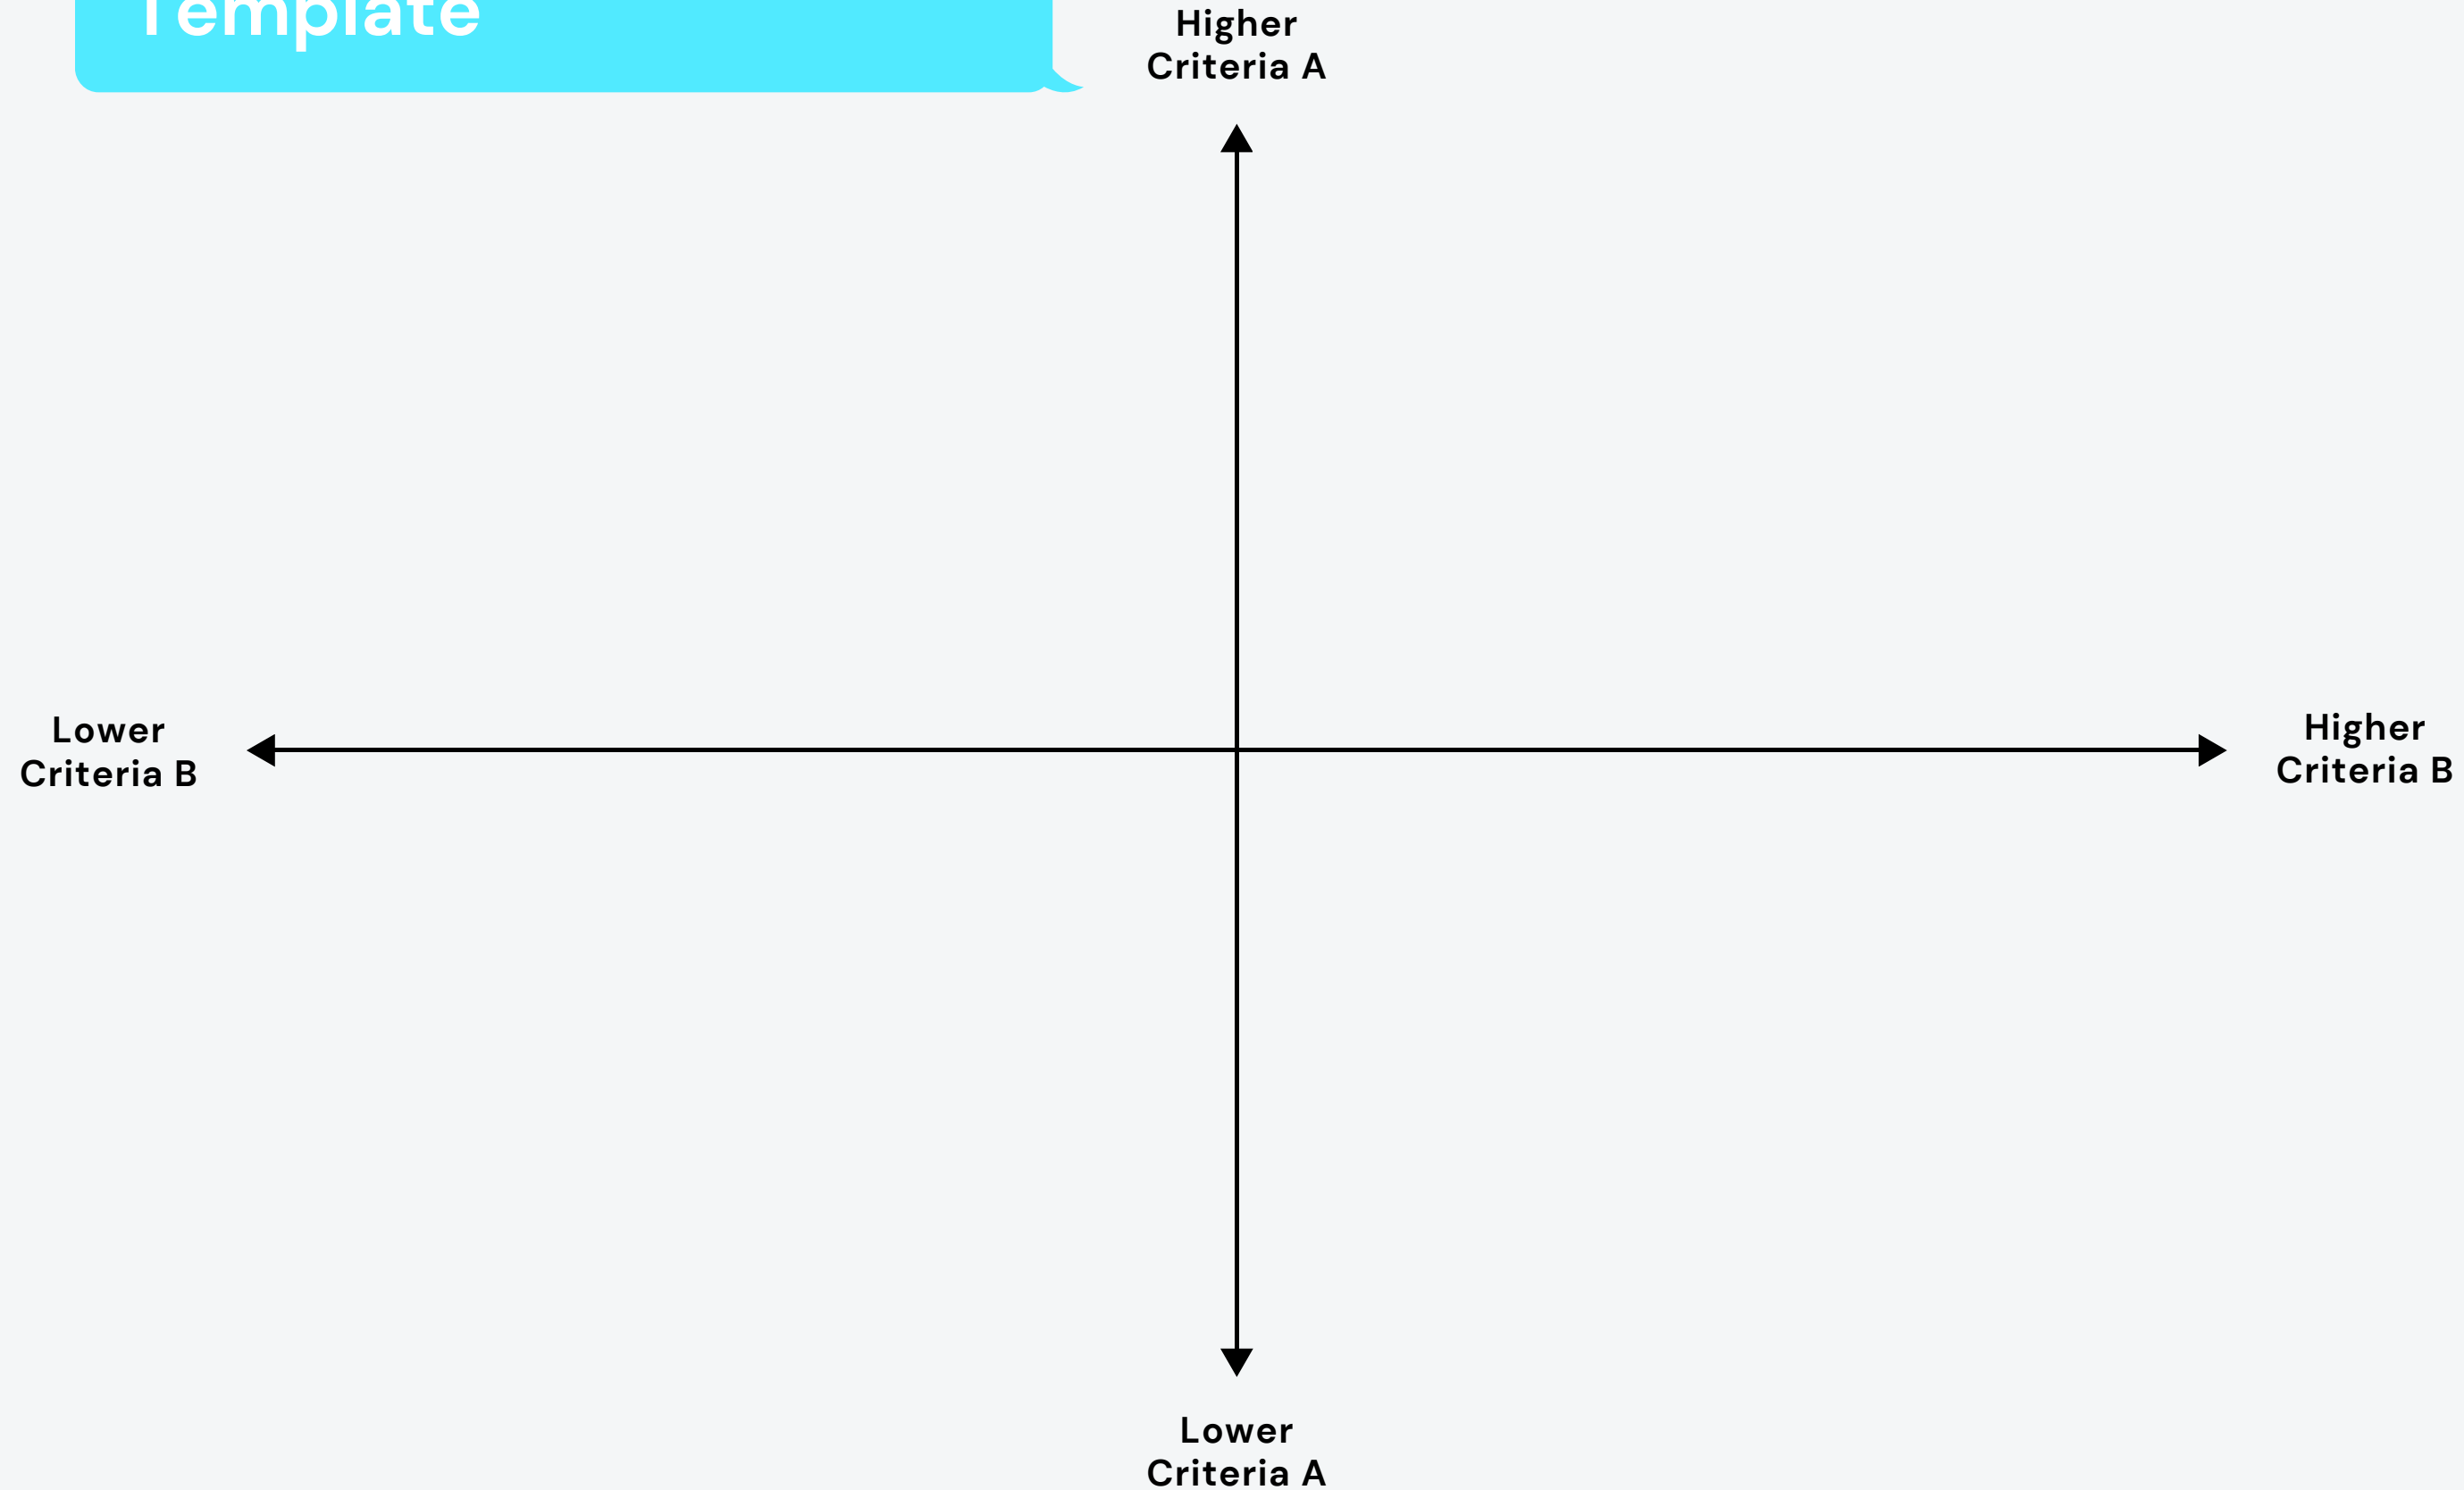 Template
Higher
Criteria A
Lower
Criteria B
Higher
Criteria B
Lower
Criteria A